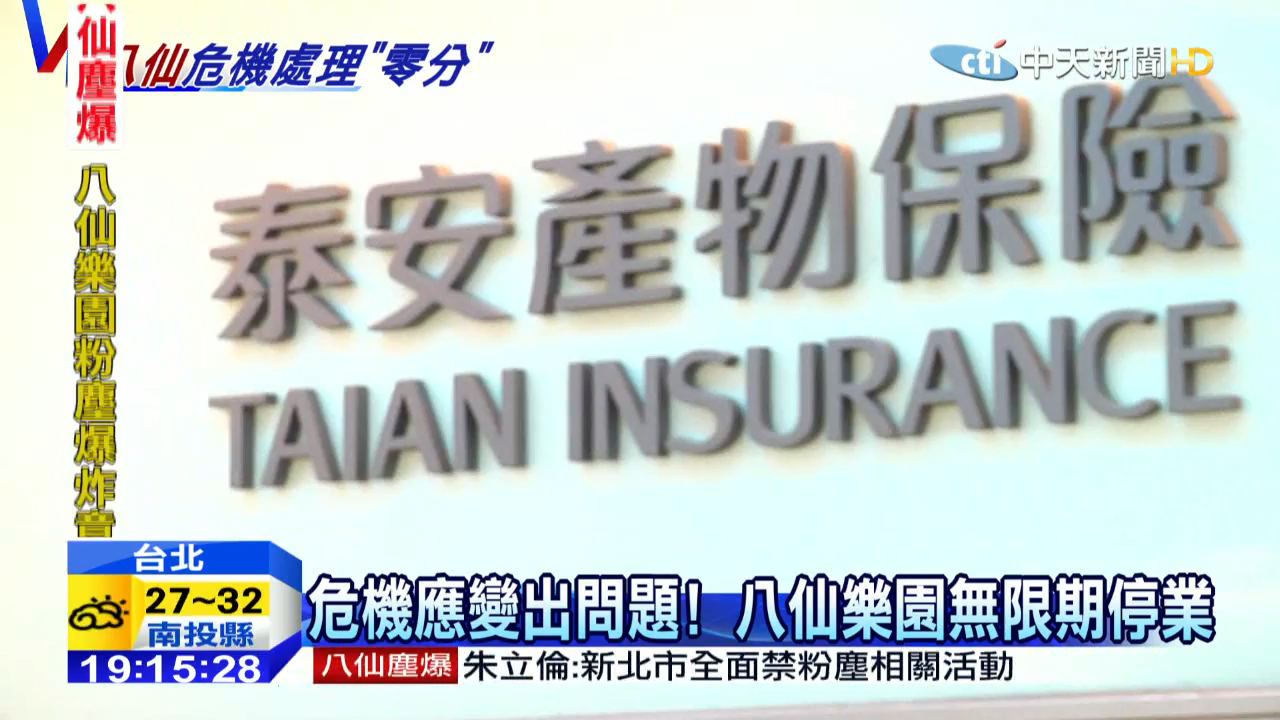 八仙危機處理"零分"
cti 中天新聞HD
仙塵爆
八仙樂園粉塵爆炸意
泰安產物保險
TAIAN INSURANCE
台北
27~32
南投縣
19:15:28
危機應變出問題! 八仙樂園無限期停業
八仙塵爆 朱立倫:新北市全面禁粉塵相關活動